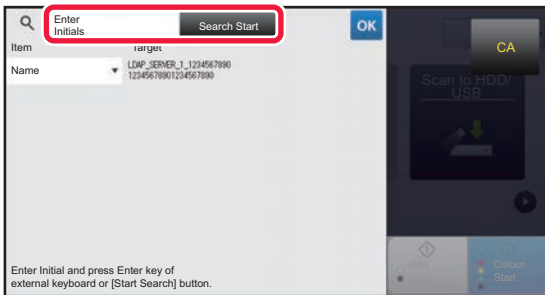 Enter
Initials
Search Start
OK
CA
Item
Target
Name
LDAP_SERVER_1_1234567890
12345678901234567890
Scan to HDD/
USB
B/W
Start
Colour
Start
Enter Initial and press Enter key of
external keyboard or [Start Search] button.